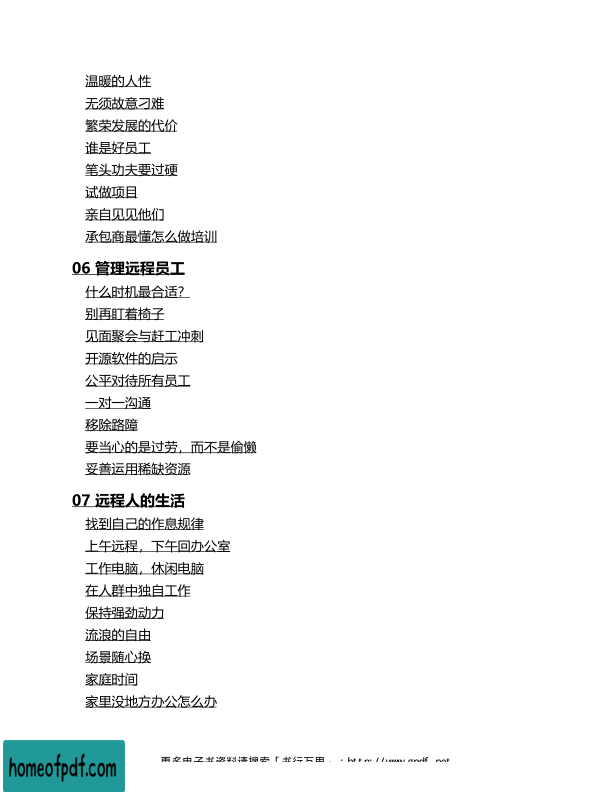 温暖的人性
无须故意刁难
繁荣发展的代价
谁是好员工
笔头功夫要过硬
试做项目
亲自见见他们
承包商最懂怎么做培训
06 管理远程员工
什么时机最合适？
别再盯着椅子
见面聚会与赶工冲刺
开源软件的启示
公平对待所有员工
一对一沟通
移除路障
要当心的是过劳，而不是偷懒
妥善运用稀缺资源
07 远程人的生活
找到自己的作息规律
上午远程，下午回办公室
工作电脑，休闲电脑
在人群中独自工作
保持强劲动力
流浪的自由
场景随心换
家庭时间
家里没地方办公怎么办
更多电子书资料请搜索「书行万里
homeofpdf.com